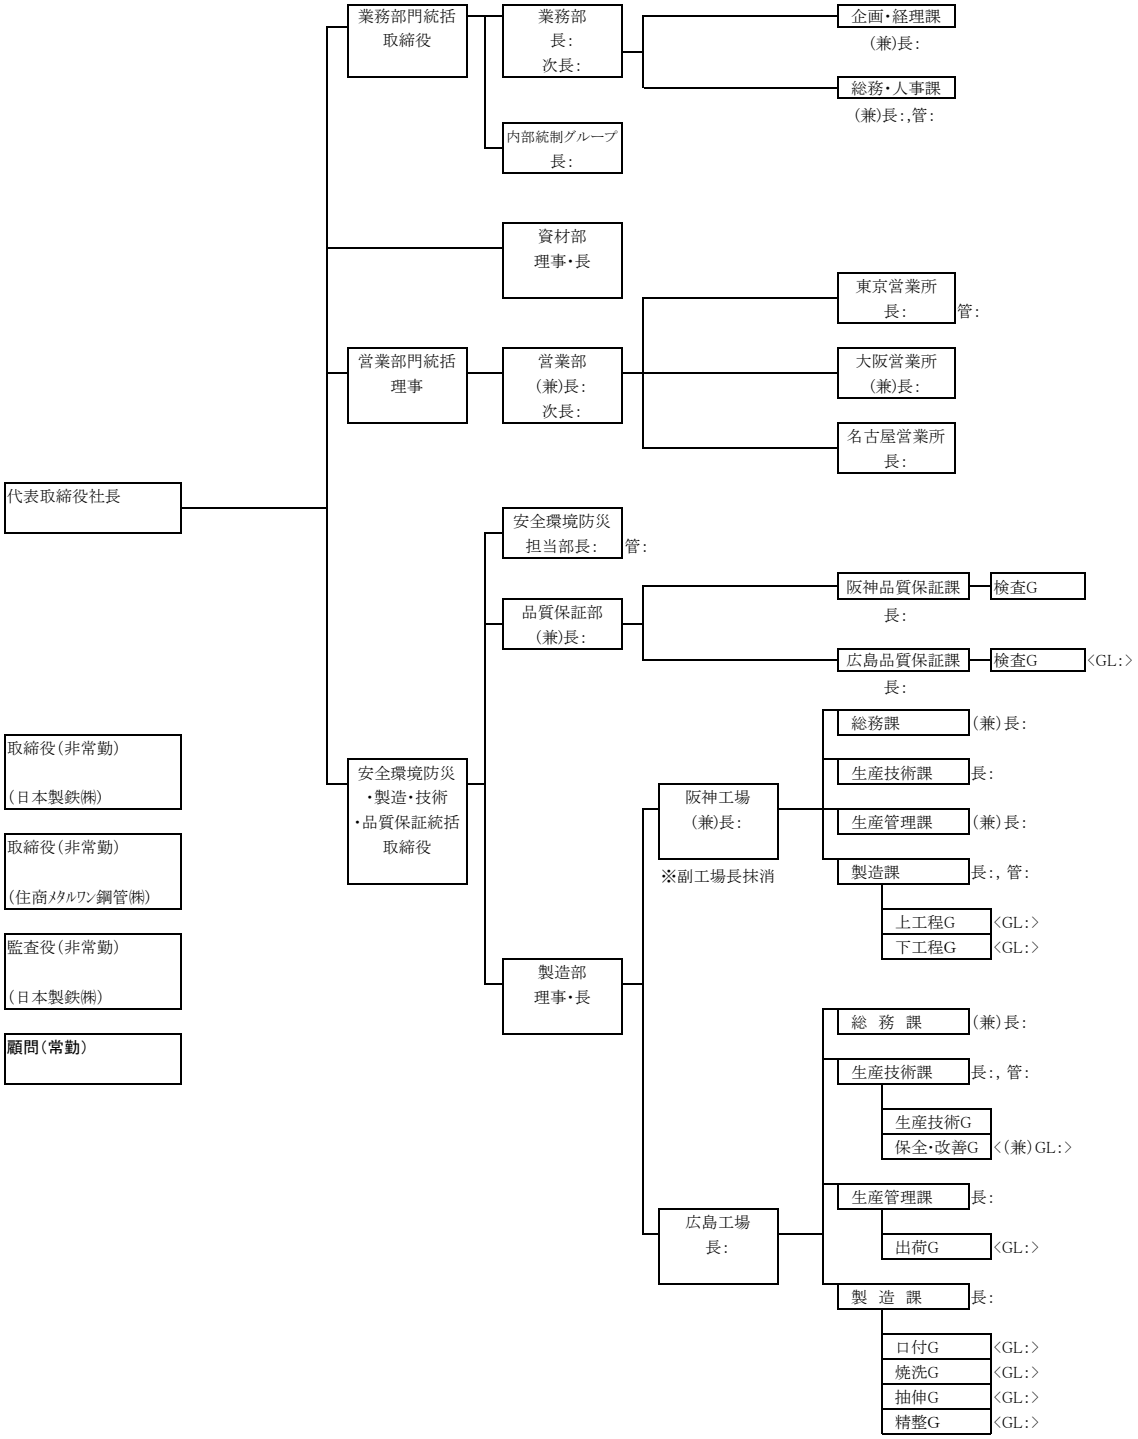 業務部門統括
取締役
業務部
長：
次長：
企画・経理課
(兼)長：
総務・人事課
(兼)長：,管：
内部統制グループ
長：
資材部
理事・長
東京営業所
長：
管：
営業部門統括
理事
営業部
(兼)長：
次長：
大阪営業所
(兼)長：
名古屋営業所
長：
代表取締役社長
安全環境防災
担当部長：
管：
品質保証部
(兼)長：
阪神品質保証課
検査G
長：
広島品質保証課
検査G
<GL：>
長：
取締役(非常勤)
(日本製鉄㈱)
取締役(非常勤)
(住商ﾒﾀﾙﾜﾝ鋼管㈱)
監査役(非常勤)
(日本製鉄㈱)
顧問(常勤)
安全環境防災
・製造・技術
・品質保証統括
取締役
製造部
理事・長
阪神工場
(兼)長：
※副工場長抹消
総務課
(兼)長：
生産技術課
長：
生産管理課
(兼)長：
製造課
長：, 管：
上工程G
<GL：>
下工程G
<GL：>
広島工場
長：
総 務 課
(兼)長：
生産技術課
長：, 管：
生産技術G
保全・改善G
<(兼)GL：>
生産管理課
長：
出荷G
<GL：>
製 造 課
長：
口付G
<GL：>
焼洗G
<GL：>
抽伸G
<GL：>
精整G
<GL：>